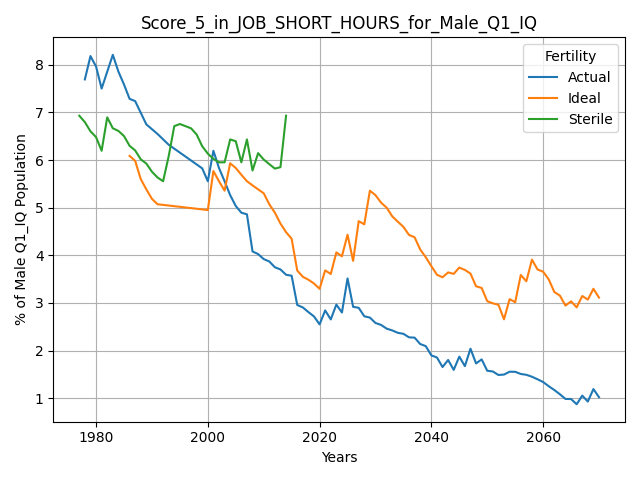 Score_5_in_JOB_SHORT_HOURS_for_Male_Q1_IQ
Fertility
Actual
Ideal
Sterile
% of Male Q1_IQ Population
8
7
6
5
4
3
2
1
1980 2000 2020 2040 2060
Years